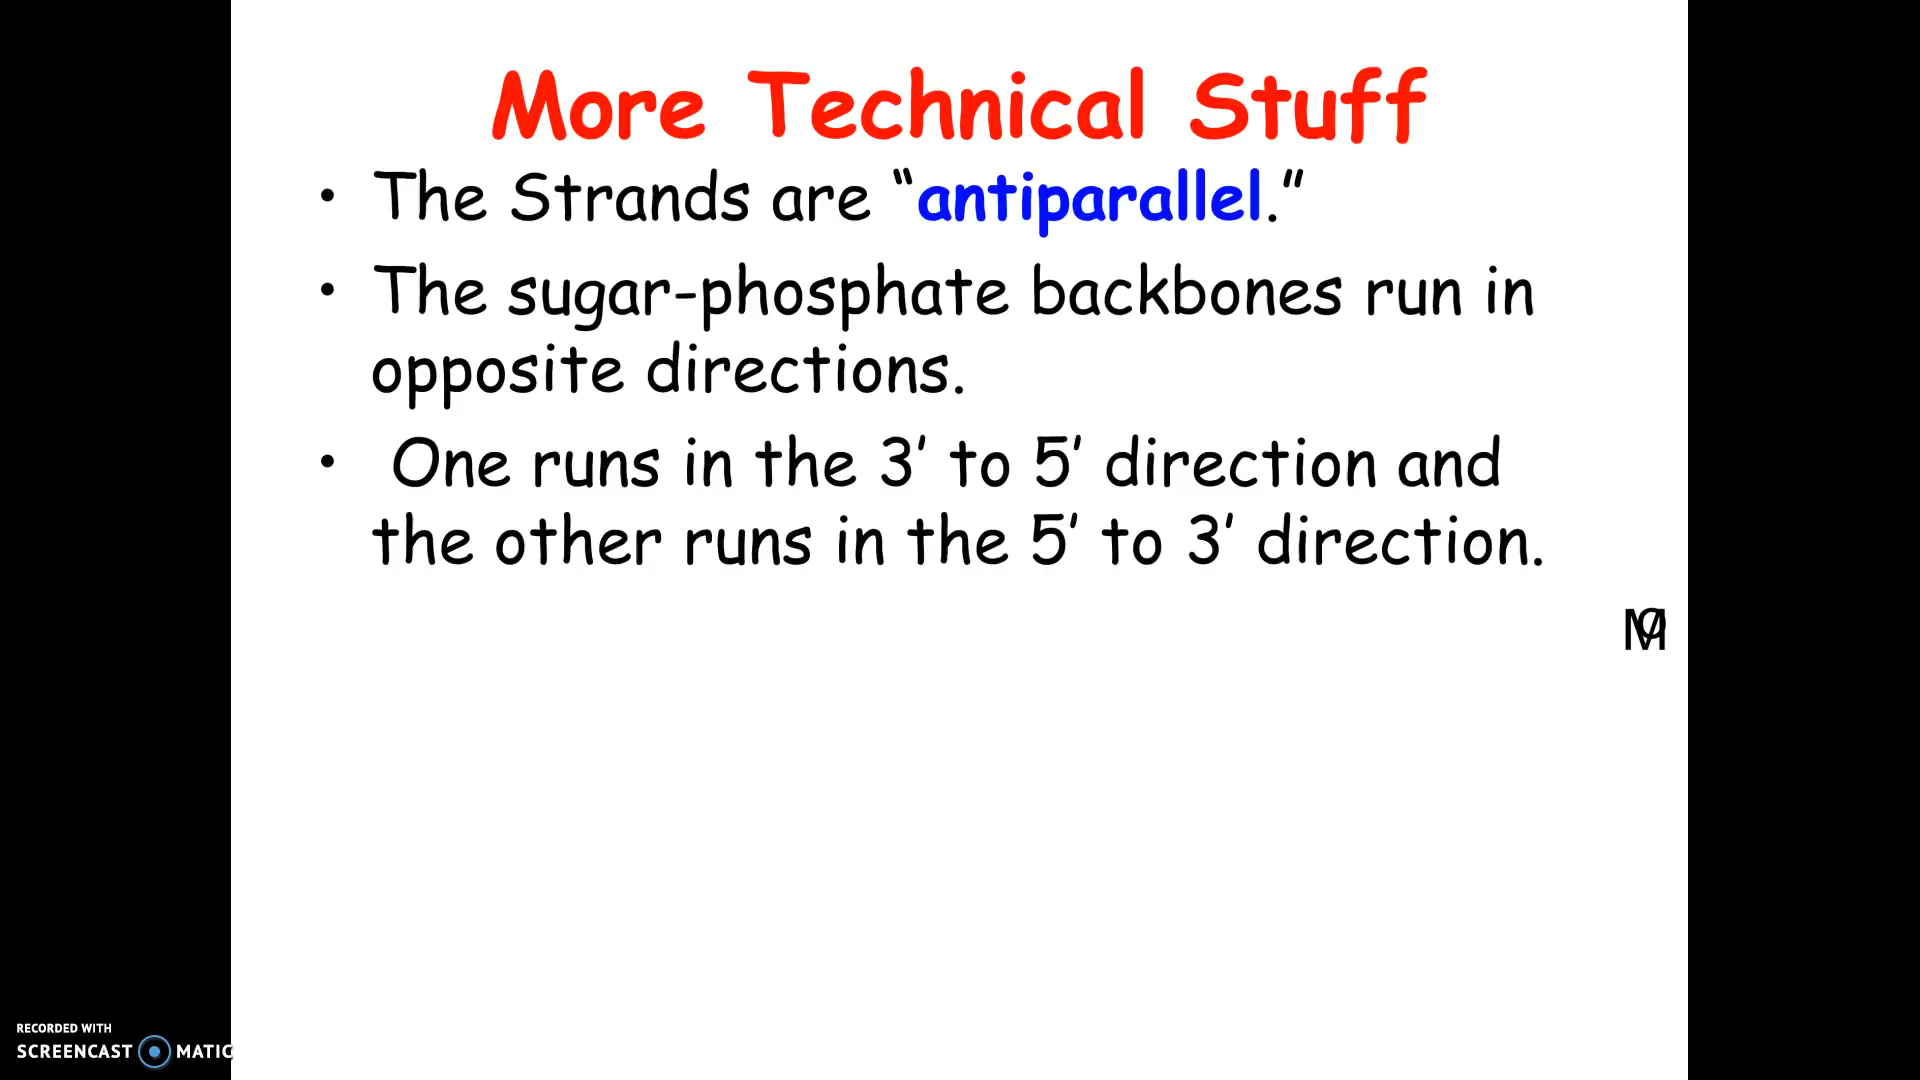 More Technical Stuff
• The Strands are “antiparallel.”
• The sugar-phosphate backbones run in
opposite directions.
• One runs in the 3’ to 5’ direction and
the other runs in the 5’ to 3’ direction.
RECORDED WITH
SCREENCAST MATIC